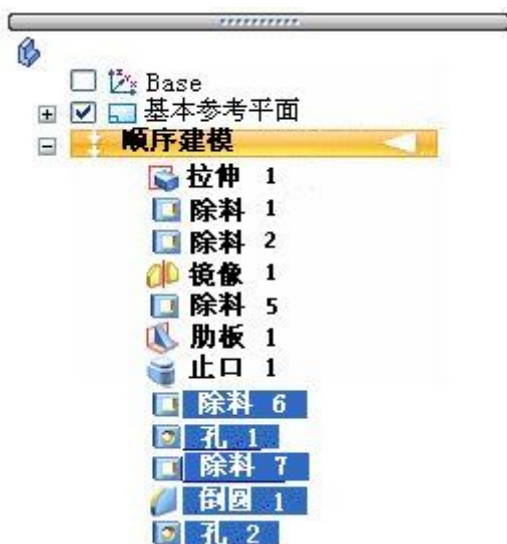 Base
基本参考平面
顺序建模
拉伸 1
除料 1
除料 2
镜像 1
除料 5
肋板 1
止口 1
除料 6
孔 1
除料 7
倒圆 1
孔 2